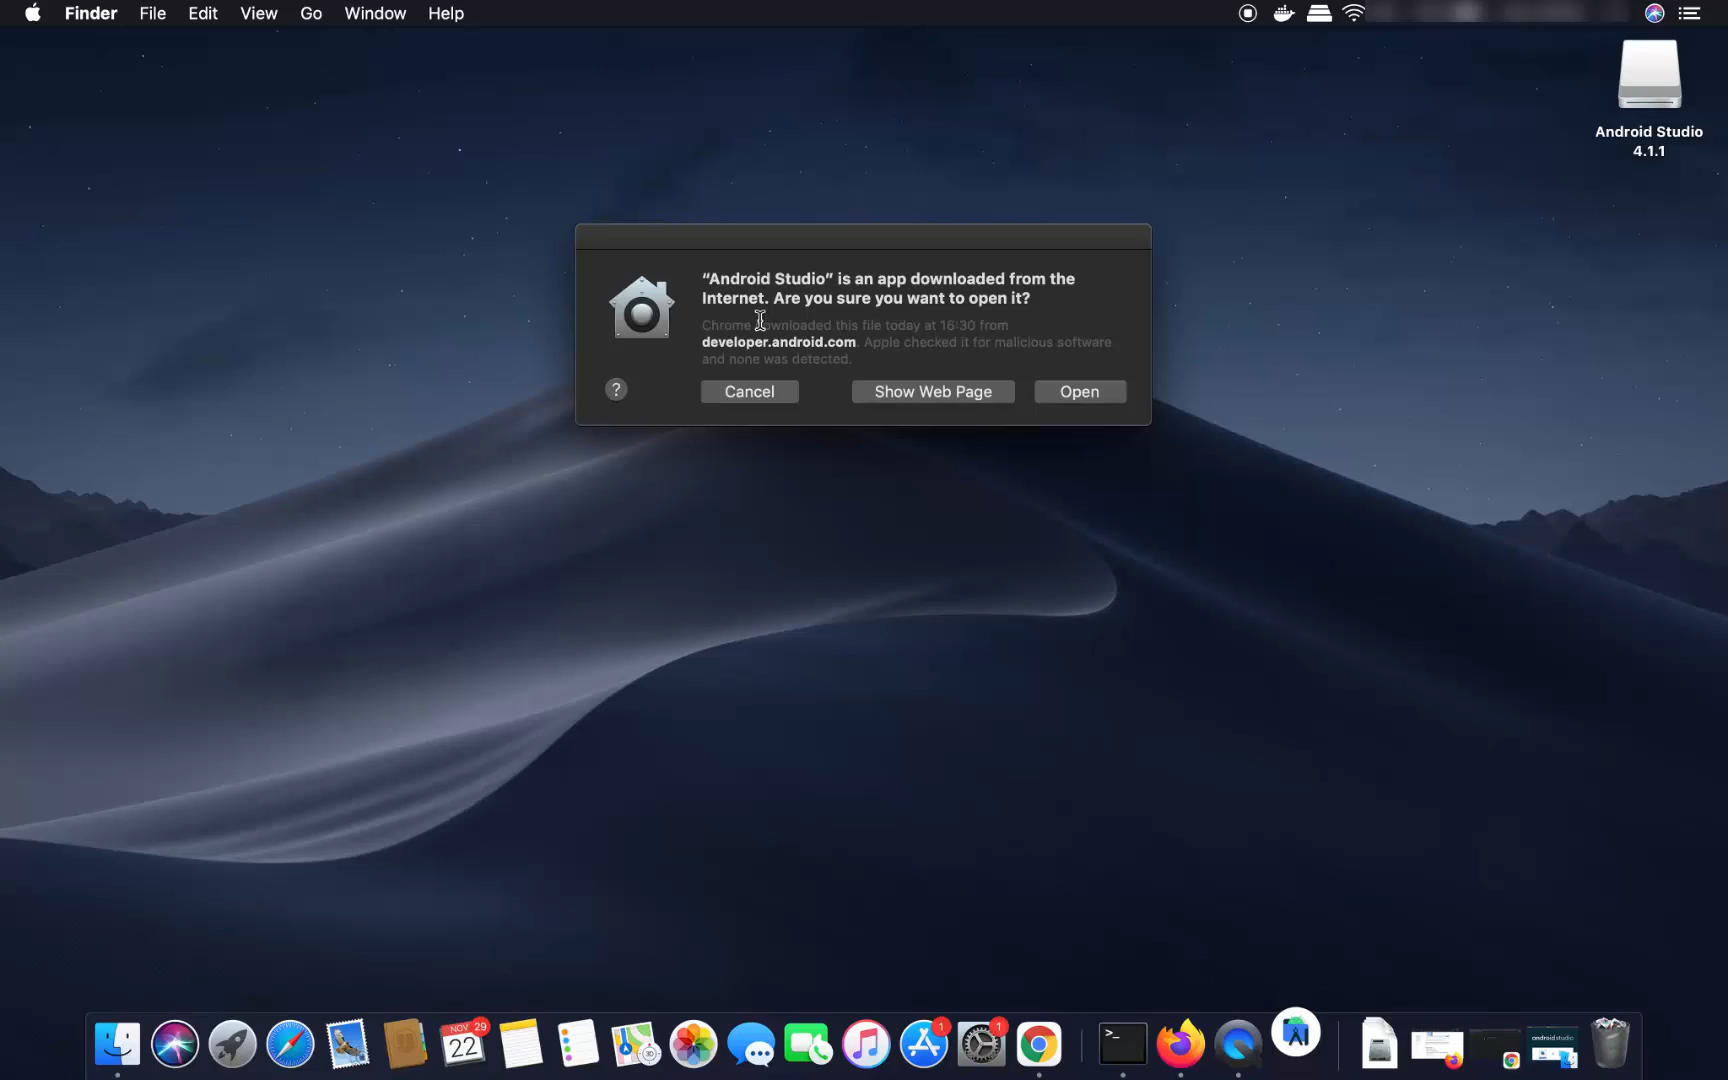 Finder File Edit View Go Window Help
Android Studio
4.1.1
“Android Studio” is an app downloaded from the
Internet. Are you sure you want to open it?
Chrome downloaded this file today at 16:30 from
developer.android.com. Apple checked it for malicious software
and none was detected.
? Cancel Show Web Page Open
NOV 29
22
1
1
30
>_
android studio